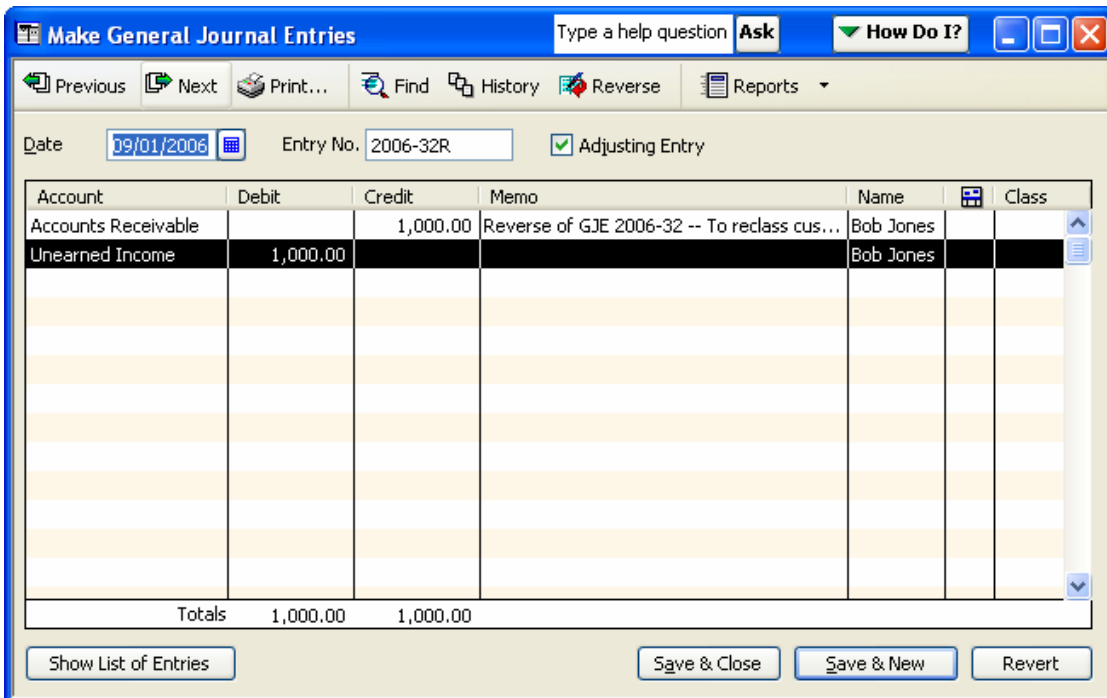 Make General Journal Entries Type a help question Ask How Do I?
Previous Next Print... Find History Reverse Reports
Date 09/01/2006 Entry No. 2006-32R Adjusting Entry
Account Debit Credit Memo Name Class
Accounts Receivable 1,000.00 Reverse of GJE 2006-32 -- To reclass cus... Bob Jones
Unearned Income 1,000.00 Bob Jones
Totals 1,000.00 1,000.00
Show List of Entries Save & Close Save & New Revert